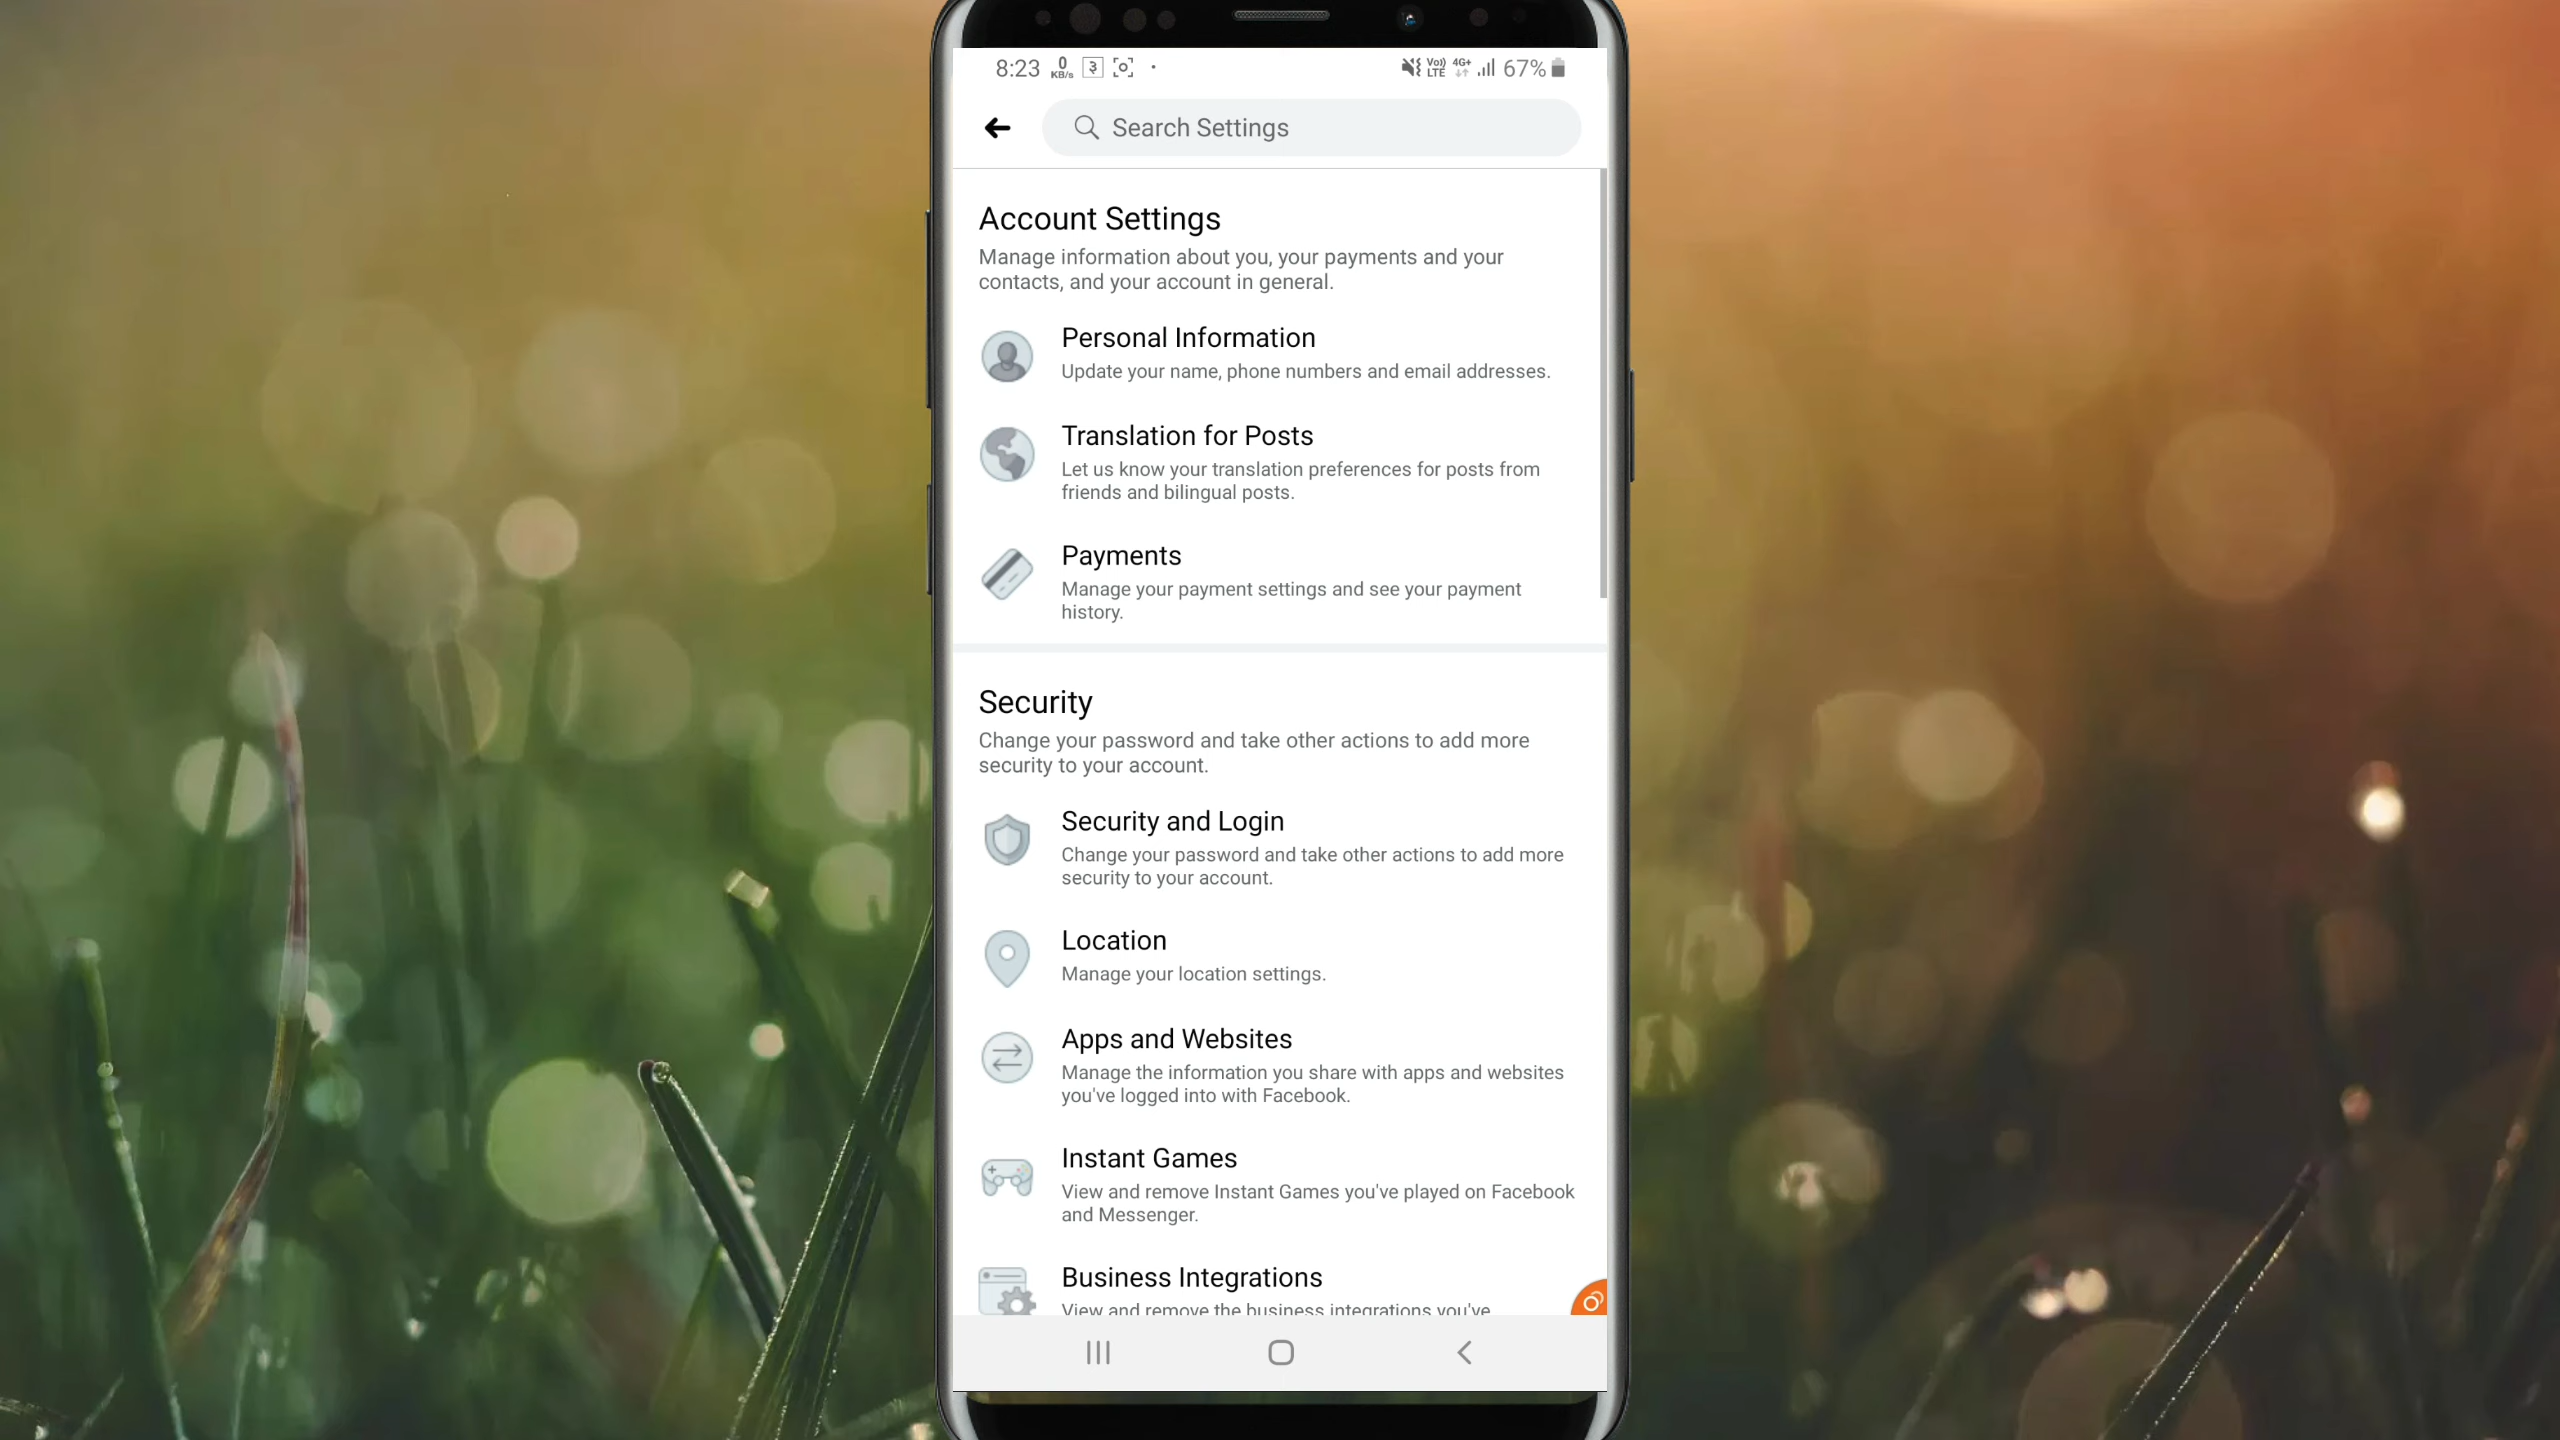 8:23 0 KB/s ३ Vo)) LTE 4G+ 67%
Search Settings
Account Settings
Manage information about you, your payments and your
contacts, and your account in general.
Personal Information
Update your name, phone numbers and email addresses.
Translation for Posts
Let us know your translation preferences for posts from
friends and bilingual posts.
Payments
Manage your payment settings and see your payment
history.
Security
Change your password and take other actions to add more
security to your account.
Security and Login
Change your password and take other actions to add more
security to your account.
Location
Manage your location settings.
Apps and Websites
Manage the information you share with apps and websites
you've logged into with Facebook.
Instant Games
View and remove Instant Games you've played on Facebook
and Messenger.
Business Integrations
View and remove the business integrations you've